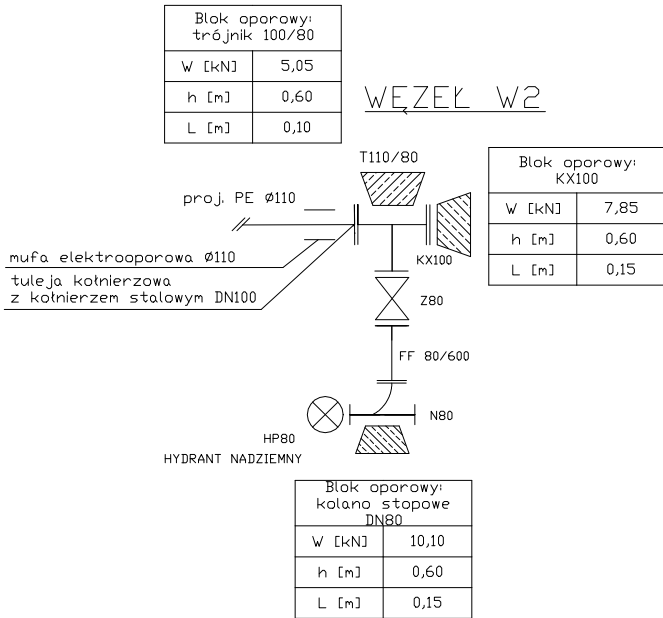 Blok oporowy:
trójnik 100/80
W [kN] 5,05
h [m] 0,60
L [m] 0,10
WĘZEŁ W2
T110/80
Blok oporowy:
KX100
W [kN] 7,85
h [m] 0,60
L [m] 0,15
proj. PE Ø110
mufa elektrooporowa Ø110
tuleja kołnierzowa
z kołnierzem stalowym DN100
KX100
Z80
FF 80/600
N80
HP80
HYDRANT NADZIEMNY
Blok oporowy:
kolano stopowe
DN80
W [kN] 10,10
h [m] 0,60
L [m] 0,15